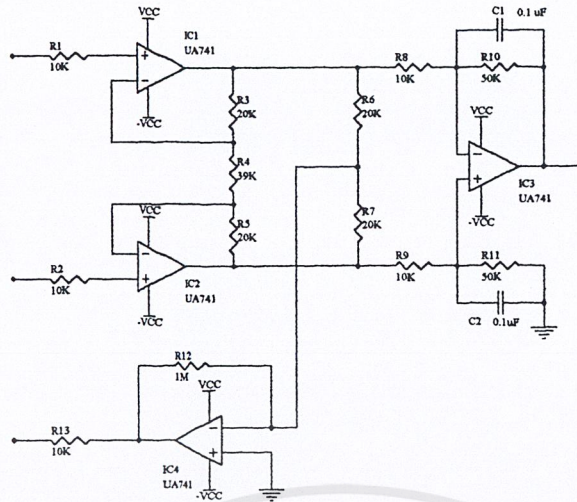 C1 0.1 uF
VCC
IC1
UA741
R1
10K
+
-
-VCC
R8
10K
R10
50K
R3
20K
R6
20K
VCC
R4
39K
-
+
IC3
UA741
-VCC
VCC
R5
20K
R7
20K
-
+
R2
10K
IC2
UA741
-VCC
R9
10K
R11
50K
C2 0.1uF
R12
1M
VCC
R13
10K
-
+
IC4
UA741
-VCC